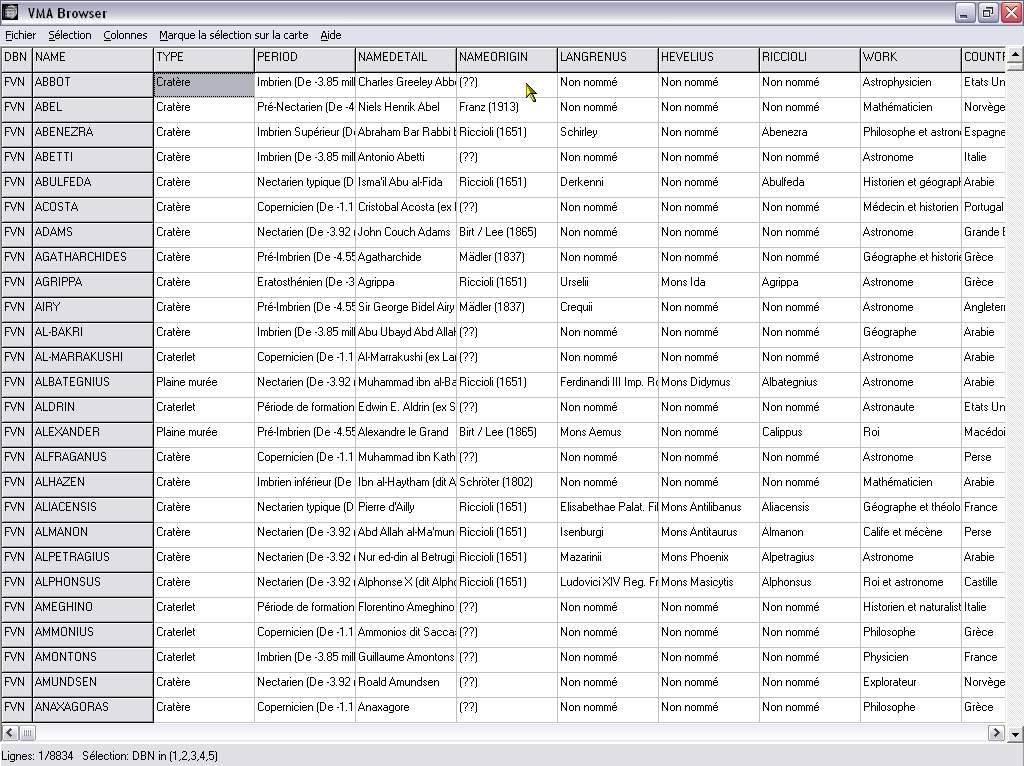 VMA Browser
Fichier Sélection Colonnes Marque la sélection sur la carte Aide
DBN NAME TYPE PERIOD NAMEDETAIL NAMEORIGIN LANGRENUS HEVELIUS RICCIOLI WORK COUNTR
FVN ABBOT Cratère Imbrien (De -3.85 mill Charles Greeley Abb (??) Non nommé Non nommé Non nommé Astrophysicien Etats Un
FVN ABEL Cratère Pré-Nectarien (De -4 Niels Henrik Abel Franz (1913) Non nommé Non nommé Non nommé Mathématicien Norvège
FVN ABENEZRA Cratère Imbrien Supérieur (D Abraham Bar Rabbi Riccioli (1651) Schirley Non nommé Abenezra Philosophe et astron Espagne
FVN ABETTI Cratère Imbrien (De -3.85 mill Antonio Abetti (??) Non nommé Non nommé Non nommé Astronome Italie
FVN ABULFEDA Cratère Nectarien typique (D Isma'il Abu al-Fida Riccioli (1651) Derkenni Non nommé Abulfeda Historien et géograph Arabie
FVN ACOSTA Cratère Copernicien (De -1.1 Cristobal Acosta (ex (??) Non nommé Non nommé Non nommé Médecin et historien Portugal
FVN ADAMS Cratère Nectarien (De -3.92 John Couch Adams Birt / Lee (1865) Non nommé Non nommé Non nommé Astronome Grande B
FVN AGATHARCHIDES Cratère Pré-Imbrien (De -4.55 Agatharchide Mädler (1837) Non nommé Non nommé Non nommé Géographe et historie Grèce
FVN AGRIPPA Cratère Eratosthénien (De -3 Agrippa Riccioli (1651) Urselii Mons Ida Agrippa Astronome Grèce
FVN AIRY Cratère Pré-Imbrien (De -4.55 Sir George Bidel Airy Mädler (1837) Crequii Non nommé Non nommé Astronome Angleter
FVN AL-BAKRI Cratère Imbrien (De -3.85 mill Abu Ubayd Abd Allah (??) Non nommé Non nommé Non nommé Géographe Arabie
FVN AL-MARRAKUSHI Craterlet Copernicien (De -1.1 Al-Marrakushi (ex La (??) Non nommé Non nommé Non nommé Astronome Arabie
FVN ALBATEGNIUS Plaine murée Nectarien (De -3.92 Muhammad ibn al-Ba Riccioli (1651) Ferdinandi III Imp. Ro Mons Didymus Albategnius Astronome Arabie
FVN ALDRIN Craterlet Période de formation Edwin E. Aldrin (ex S (??) Non nommé Non nommé Non nommé Astronaute Etats Un
FVN ALEXANDER Plaine murée Pré-Imbrien (De -4.55 Alexandre le Grand Birt / Lee (1865) Mons Aemus Non nommé Calippus Roi Macédoi
FVN ALFRAGANUS Cratère Copernicien (De -1.1 Muhammad ibn Kath (??) Non nommé Non nommé Non nommé Astronome Perse
FVN ALHAZEN Cratère Imbrien inférieur (De Ibn al-Haytham (dit A Schröter (1802) Non nommé Non nommé Non nommé Mathématicien Arabie
FVN ALIACENSIS Cratère Nectarien typique (D Pierre d'Ailly Riccioli (1651) Elisabethae Palat. Fi Mons Antilibanus Aliacensis Géographe et théolo France
FVN ALMANON Cratère Nectarien (De -3.92 Abd Allah al-Ma'mun Riccioli (1651) Isenburgi Mons Antitaurus Almanon Calife et mécène Perse
FVN ALPETRAGIUS Cratère Nectarien (De -3.92 Nur ed-din al Betrugi Riccioli (1651) Mazarinii Mons Phoenix Alpetragius Astronome Arabie
FVN ALPHONSUS Cratère Nectarien (De -3.92 Alphonse X (dit Alpho Riccioli (1651) Ludovici XIV Reg. Fr Mons Masicytis Alphonsus Roi et astronome Castille
FVN AMEGHINO Craterlet Période de formation Florentino Ameghino (??) Non nommé Non nommé Non nommé Historien et naturalist Italie
FVN AMMONIUS Craterlet Copernicien (De -1.1 Ammonios dit Sacca (??) Non nommé Non nommé Non nommé Philosophe Grèce
FVN AMONTONS Craterlet Imbrien (De -3.85 mill Guillaume Amontons (??) Non nommé Non nommé Non nommé Physicien France
FVN AMUNDSEN Cratère Nectarien (De -3.92 Roald Amundsen (??) Non nommé Non nommé Non nommé Explorateur Norvège
FVN ANAXAGORAS Cratère Copernicien (De -1.1 Anaxagore (??) Non nommé Non nommé Non nommé Philosophe Grèce
Lignes: 1/8834 Sélection: DBN in (1,2,3,4,5)